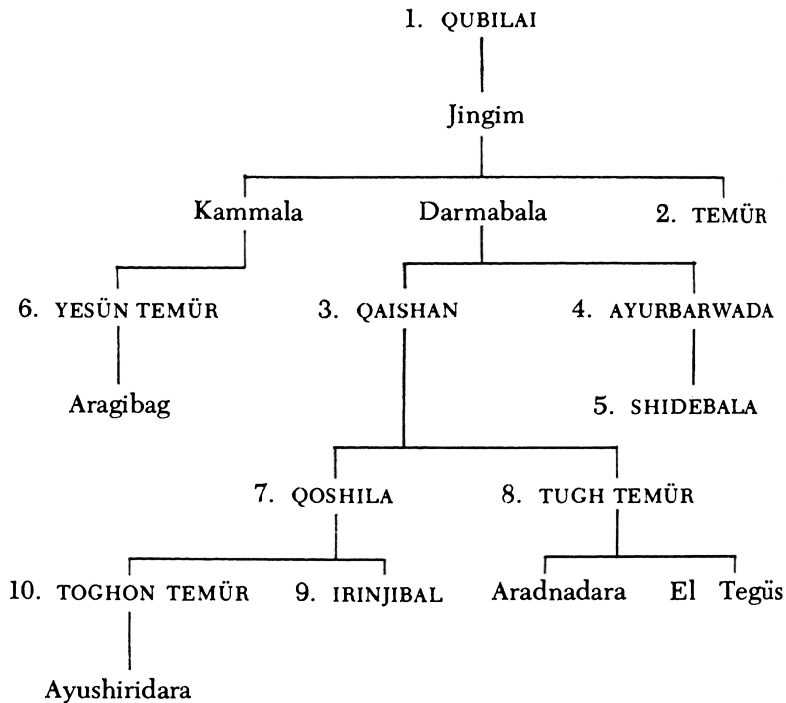 1. QUBILAI
Jingim
Kammala Darmabala 2. TEMÜR
6. YESÜN TEMÜR 3. QAISHAN 4. AYURBARWADA
Aragibag 5. SHIDEBALA
7. QOSHILA 8. TUGH TEMÜR
10. TOGHON TEMÜR 9. IRINJIBAL Aradnadara El Tegüs
Ayushiridara